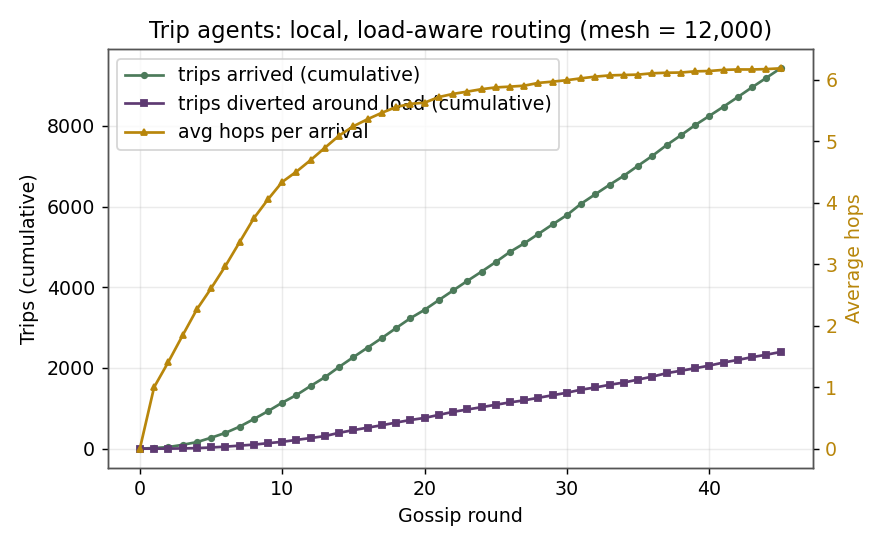 Trip agents: local, load-aware routing (mesh = 12,000)
trips arrived (cumulative)
trips diverted around load (cumulative)
avg hops per arrival
Trips (cumulative)
8000
6000
4000
2000
0
6
5
4
3
2
1
0
Average hops
0 10 20 30 40
Gossip round